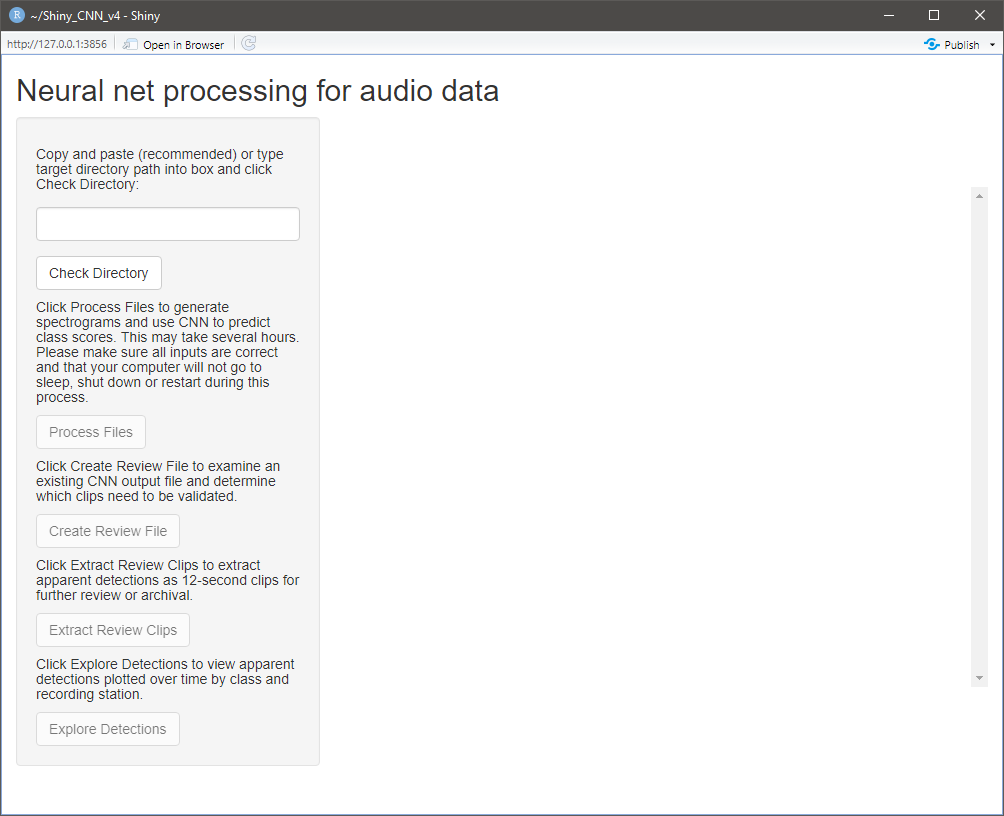 R ~/Shiny_CNN_v4 - Shiny
http://127.0.0.1:3856 Open in Browser Publish
Neural net processing for audio data
Copy and paste (recommended) or type
target directory path into box and click
Check Directory:
Check Directory
Click Process Files to generate
spectrograms and use CNN to predict
class scores. This may take several hours.
Please make sure all inputs are correct
and that your computer will not go to
sleep, shut down or restart during this
process.
Process Files
Click Create Review File to examine an
existing CNN output file and determine
which clips need to be validated.
Create Review File
Click Extract Review Clips to extract
apparent detections as 12-second clips for
further review or archival.
Extract Review Clips
Click Explore Detections to view apparent
detections plotted over time by class and
recording station.
Explore Detections